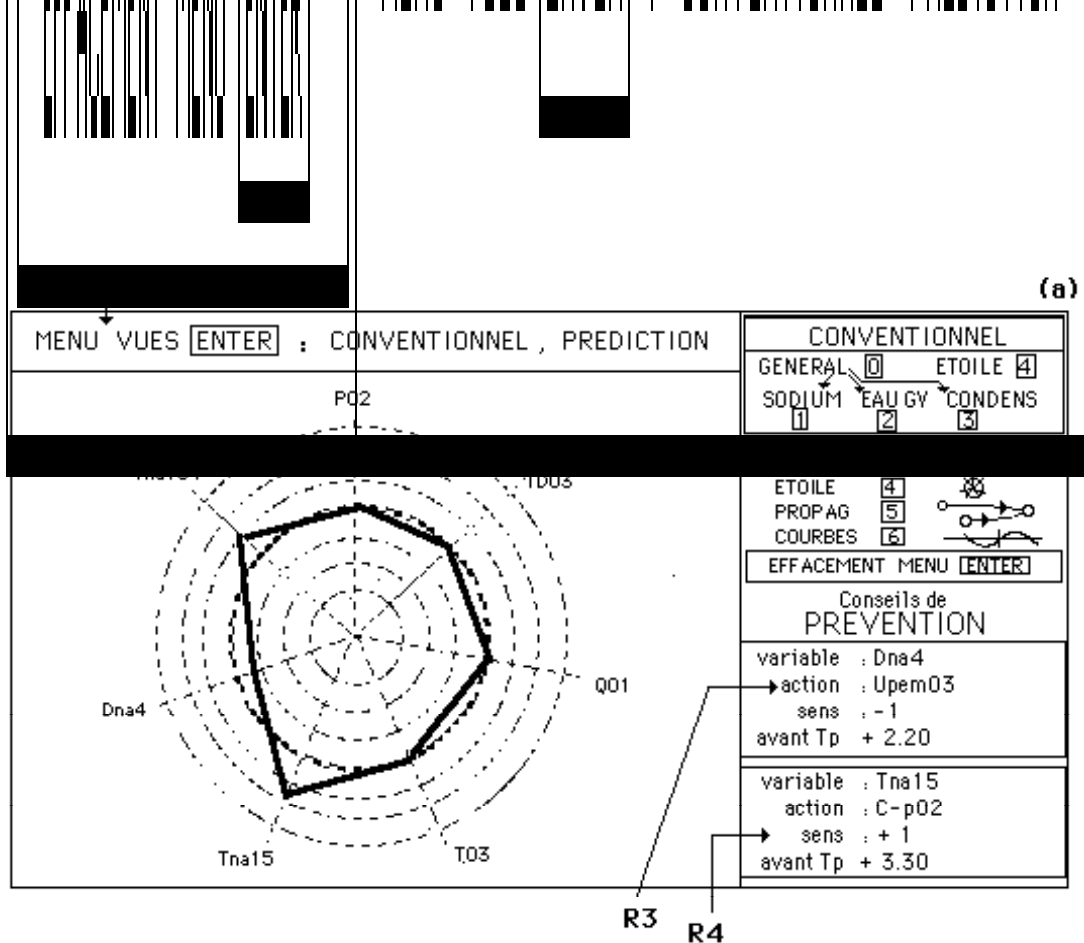 (a)
MENU VUES ENTER : CONVENTIONNEL , PREDICTION
CONVENTIONNEL
GENERAL 0 ETOILE 4
SODIUM EAU GV CONDENS
1 2 3
P02
TD03
Q01
Dna4
Tna15
T03
ETOILE 4
PROPAG 5
COURBES 6
EFFACEMENT MENU ENTER
Conseils de
PREVENTION
variable : Dna4
action : Upem03
sens : -1
avant Tp + 2.20
variable : Tna15
action : C-p02
sens : + 1
avant Tp + 3.30
R3
R4